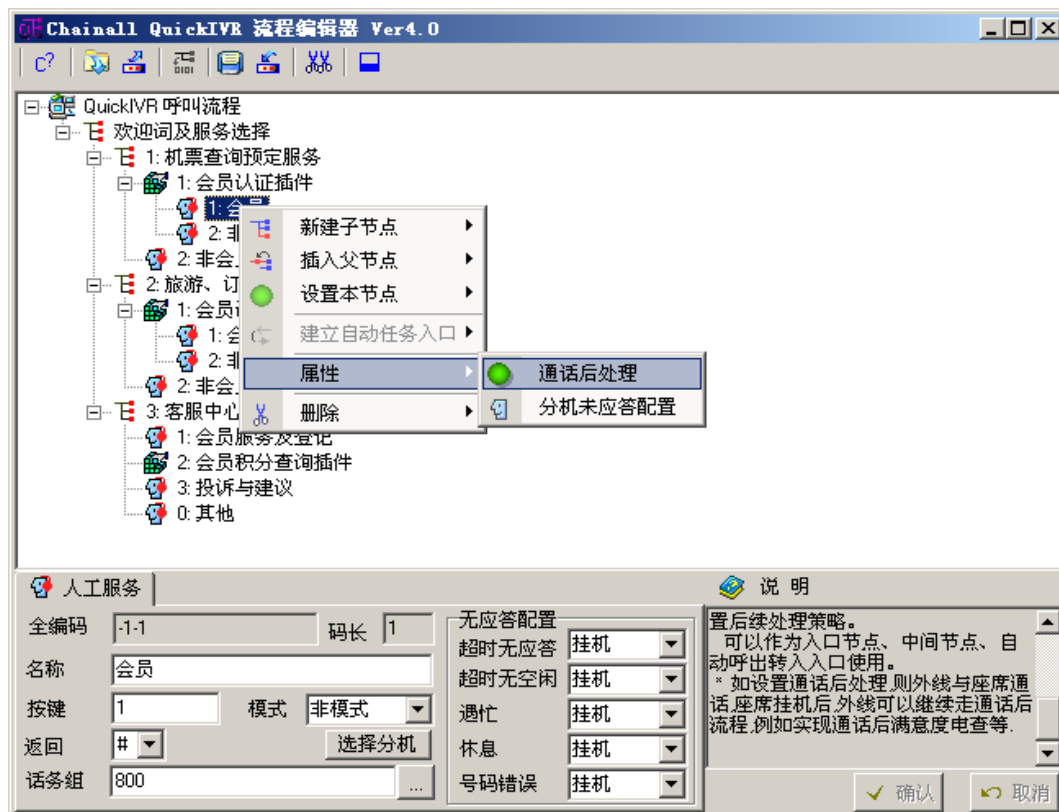 Chainall QuickIVR 流程编辑器 Ver4.0
QuickIVR 呼叫流程
欢迎词及服务选择
1: 机票查询预定服务
1: 会员认证插件
1: 会员
2: 非
2: 非会
2: 旅游、订
1: 会员
1: 会
2: 非
2: 非会
3: 客服中心
1: 会员服务及登记
2: 会员积分查询插件
3: 投诉与建议
0: 其他
新建子节点
插入父节点
设置本节点
建立自动任务入口
属性
删除
通话后处理
分机未应答配置
人工服务
全编码 -1-1 码长 1
名称 会员
按键 1 模式 非模式
返回 # 选择分机
话务组 800 ...
无应答配置
超时无应答 挂机
超时无空闲 挂机
遇忙 挂机
休息 挂机
号码错误 挂机
说 明
置后续处理策略。
可以作为入口节点、中间节点、自
动呼出转入入口使用。
* 如设置通话后处理,则外线与座席通
话,座席挂机后,外线可以继续走通话后
流程,例如实现通话后满意度电查等.
确认 取消